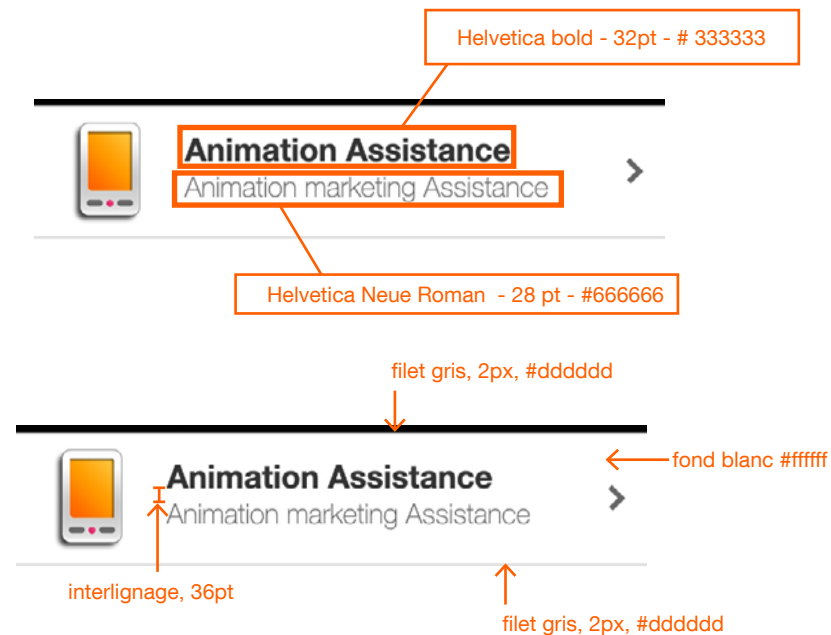 Helvetica bold - 32pt - # 333333
Animation Assistance
Animation marketing Assistance
Helvetica Neue Roman - 28 pt - #666666
filet gris, 2px, #dddddd
fond blanc #ffffff
Animation Assistance
Animation marketing Assistance
interlignage, 36pt
filet gris, 2px, #dddddd